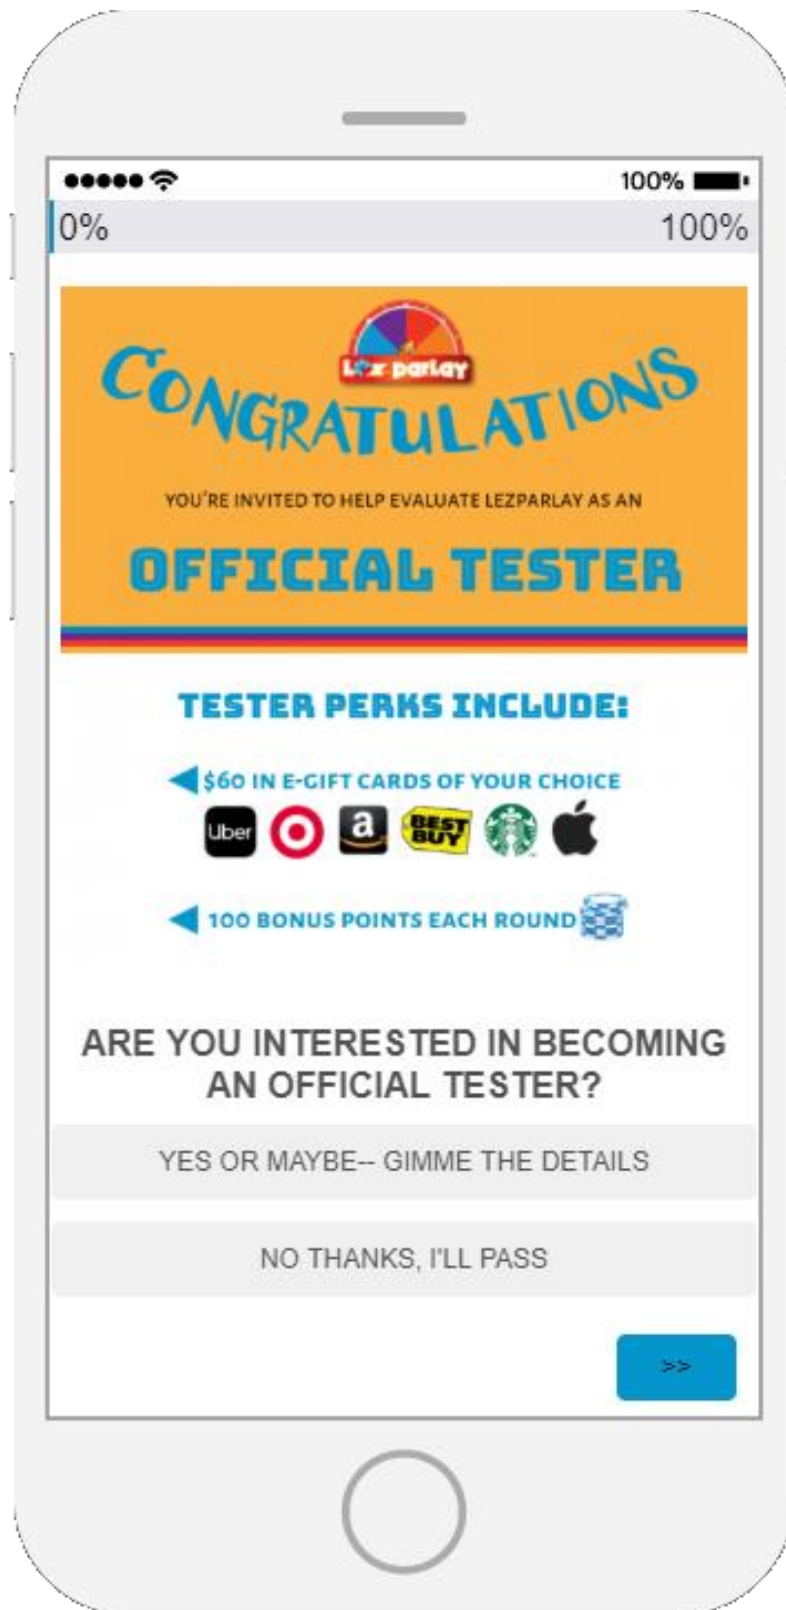 100%
0% 100%
Lez parlay
CONGRATULATIONS
YOU'RE INVITED TO HELP EVALUATE LEZPARLAY AS AN
OFFICIAL TESTER
TESTER PERKS INCLUDE:
$60 IN E-GIFT CARDS OF YOUR CHOICE
Uber a BEST BUY
100 BONUS POINTS EACH ROUND
ARE YOU INTERESTED IN BECOMING
AN OFFICIAL TESTER?
YES OR MAYBE-- GIMME THE DETAILS
NO THANKS, I'LL PASS
>>